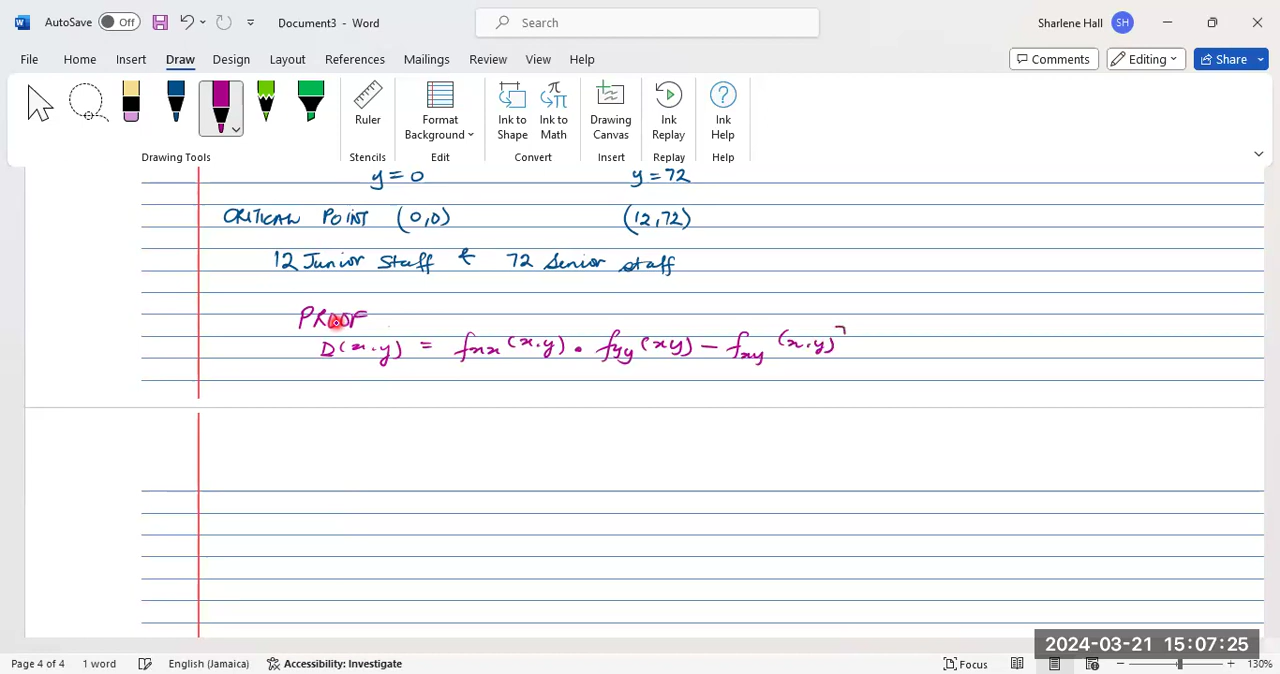 AutoSave Off Document3 - Word Search Sharlene Hall SH
File Home Insert Draw Design Layout References Mailings Review View Help Comments Editing Share
Ruler Format Background Ink to Shape Ink to Math Drawing Canvas Ink Replay Ink Help
Drawing Tools Stencils Edit Convert Insert Replay Help
y = 0 y = 72
CRITICAL POINT (0,0) (12,72)
12 Junior staff & 72 Senior staff
PROOF
D(x,y) = fxx(x,y) · fyy(xy) - fxy(x,y)
2024-03-21 15:07:25
Page 4 of 4 1 word English (Jamaica) Accessibility: Investigate Focus 130%